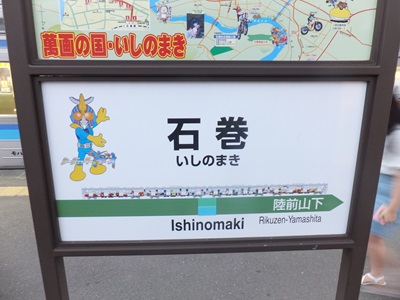 萬画の国・いしのまき
石巻
いしのまき
陸前山下
Ishinomaki
Rikuzen-Yamashita